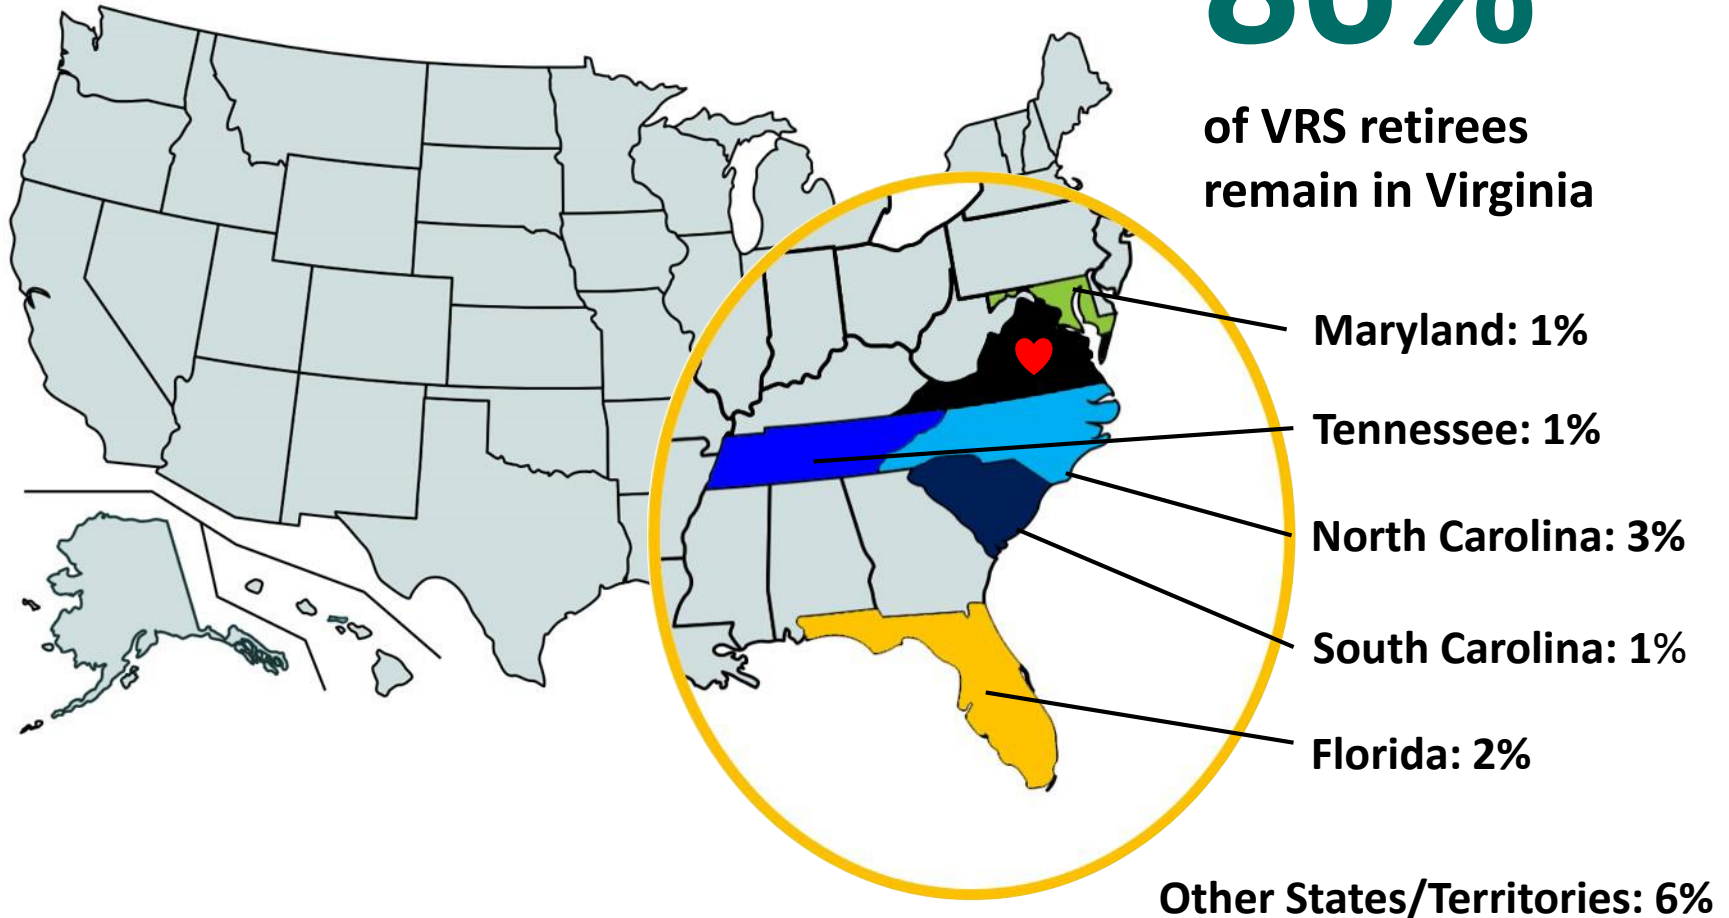 of VRS retirees
remain in Virginia
Maryland: 1%
Tennessee: 1%
North Carolina: 3%
South Carolina: 1%
Florida: 2%
Other States/Territories: 6%